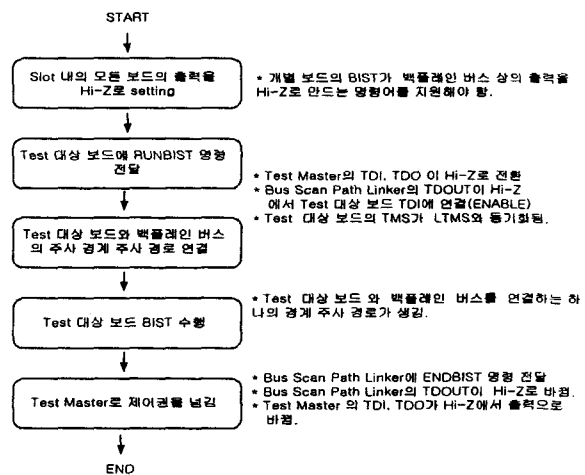 START
Slot 내의 모든 보드의 출력을
Hi-Z로 setting
* 개별 보드의 BIST가 백플레인 버스 상의 출력을
Hi-Z로 만드는 명령어를 지원해야 함.
Test 대상 보드에 RUNBIST 명령
전달
* Test Master의 TDI, TDO 이 Hi-Z로 전환
* Bus Scan Path Linker의 TDOUT이 Hi-Z
에서 Test 대상 보드 TDI에 연결(ENABLE)
* Test 대상 보드의 TMS가 LTMS와 동기화됨.
Test 대상 보드와 백플레인 버스
의 주사 경계 주사 경로 연결
* Test 대상 보드 와 백플레인 버스를 연결하는 하
나의 경계 주사 경로가 생김.
Test 대상 보드 BIST 수행
* Bus Scan Path Linker에 ENDBIST 명령 전달
* Bus Scan Path Linker의 TDOUT이 Hi-Z로 바뀜.
* Test Master 의 TDI, TDO가 Hi-Z에서 출력으로
바뀜.
Test Master로 제어권을 넘김
END